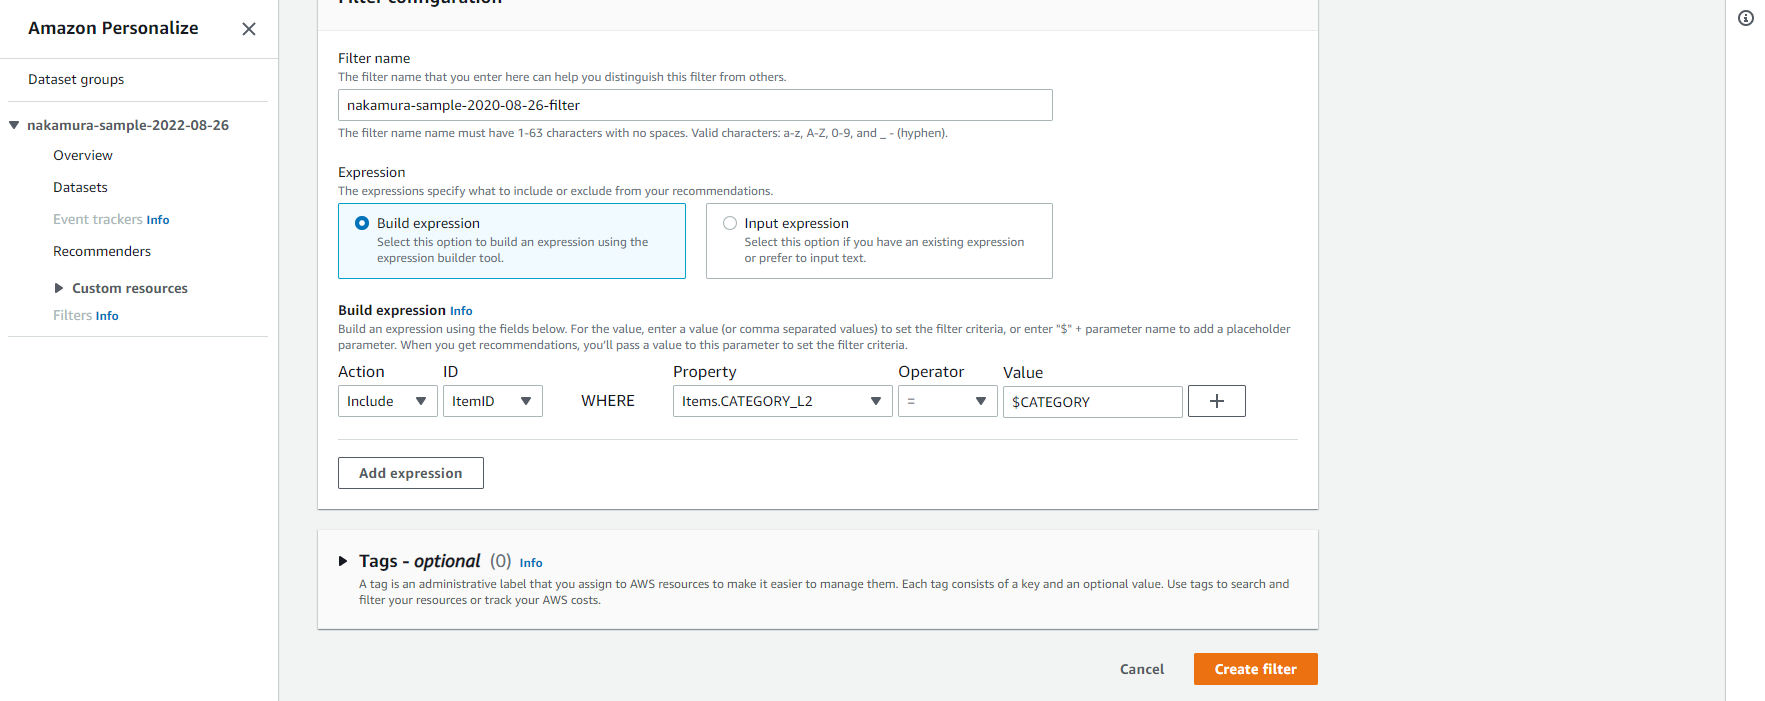 Amazon Personalize
Dataset groups
nakamura-sample-2022-08-26
Overview
Datasets
Event trackers Info
Recommenders
Custom resources
Filters Info
Filter configuration
Filter name
The filter name that you enter here can help you distinguish this filter from others.
nakamura-sample-2020-08-26-filter
The filter name name must have 1-63 characters with no spaces. Valid characters: a-z, A-Z, 0-9, and _ - (hyphen).
Expression
The expressions specify what to include or exclude from your recommendations.
Build expression
Select this option to build an expression using the
expression builder tool.
Input expression
Select this option if you have an existing expression
or prefer to input text.
Build expression Info
Build an expression using the fields below. For the value, enter a value (or comma separated values) to set the filter criteria, or enter "$" + parameter name to add a placeholder
parameter. When you get recommendations, you'll pass a value to this parameter to set the filter criteria.
Action ID Property Operator Value
Include ItemID WHERE Items.CATEGORY_L2 = $CATEGORY +
Add expression
Tags - optional (0) Info
A tag is an administrative label that you assign to AWS resources to make it easier to manage them. Each tag consists of a key and an optional value. Use tags to search and
filter your resources or track your AWS costs.
Cancel Create filter